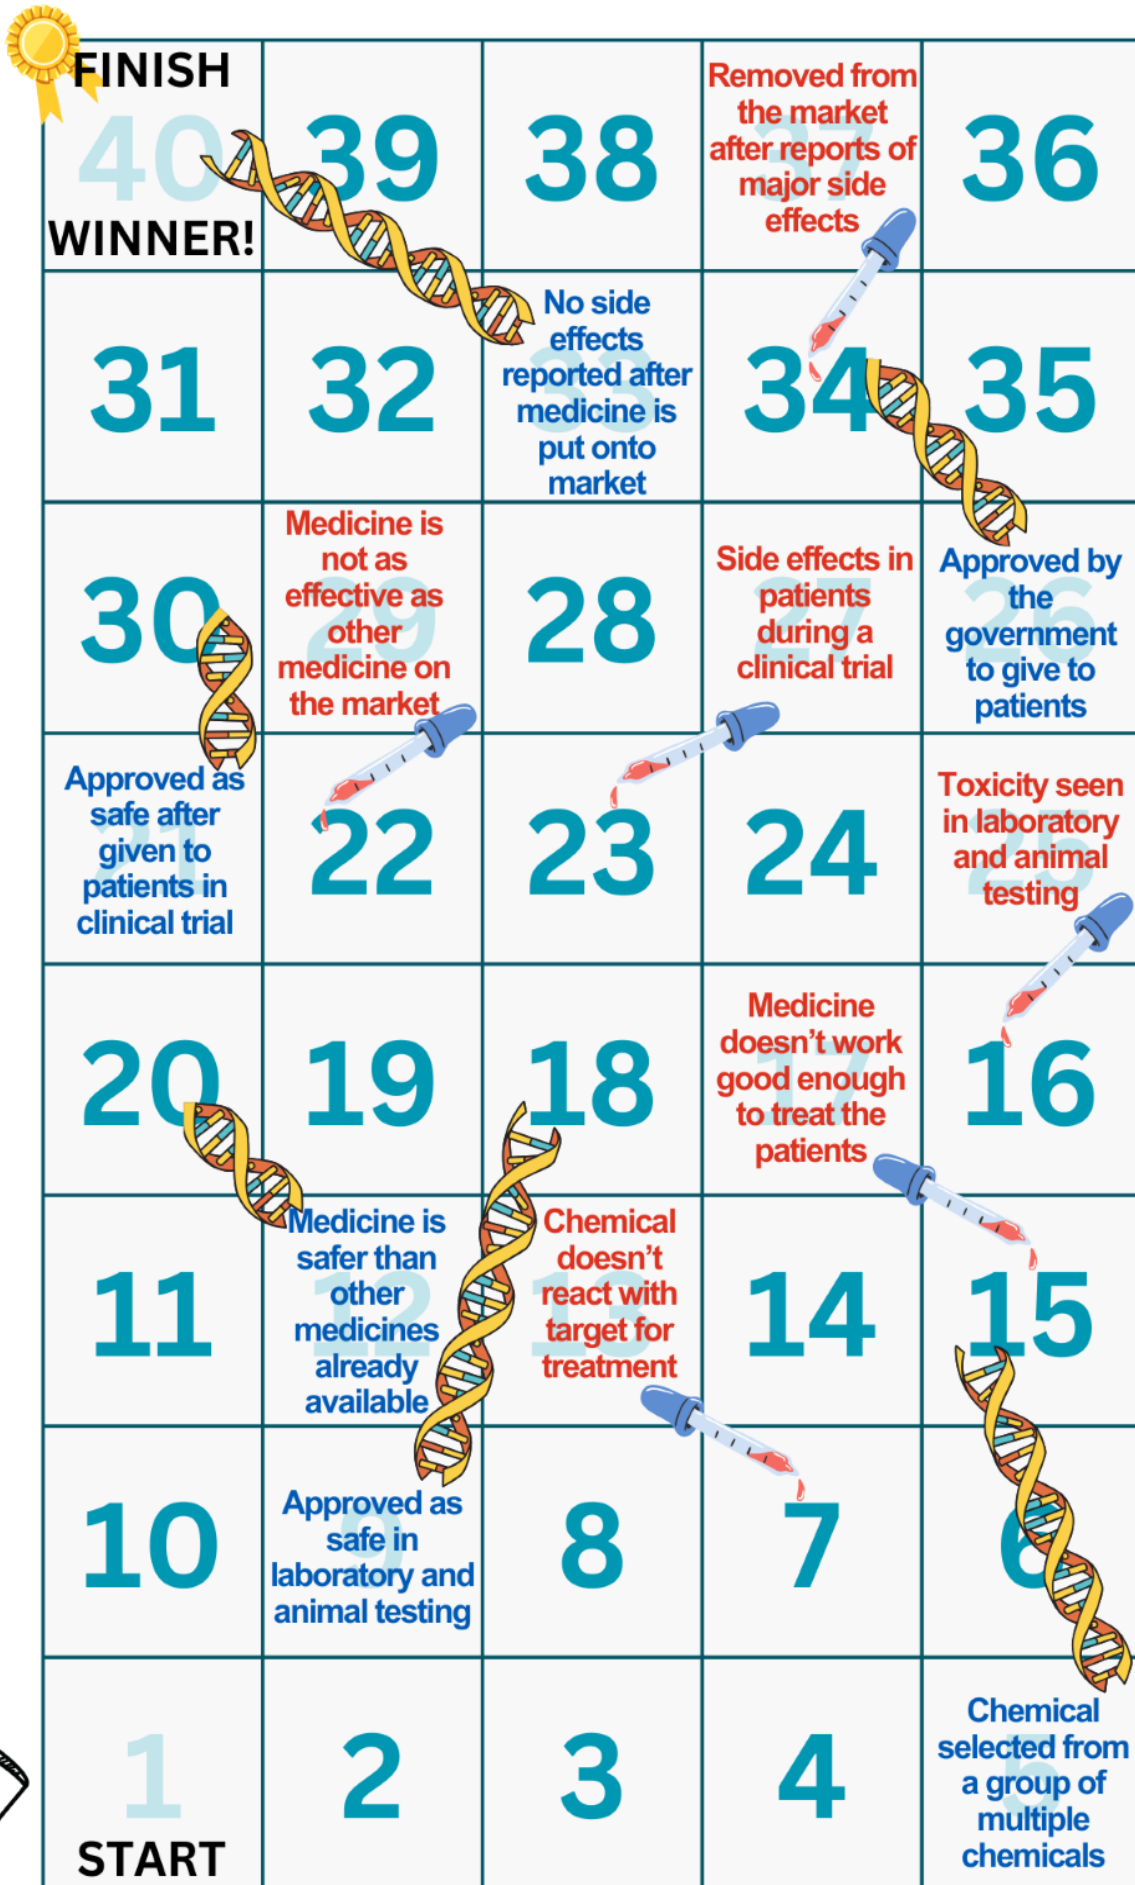 FINISH
40
WINNER!
39
38
Removed from
the market
after reports of
major side
effects
37
36
31
32
No side
effects
reported after
medicine is
put onto
market
33
34
35
30
Medicine is
not as
effective as
other
medicine on
the market
29
28
Side effects in
patients
during a
clinical trial
27
Approved by
the
government
to give to
patients
26
Approved as
safe after
given to
patients in
clinical trial
21
22
23
24
Toxicity seen
in laboratory
and animal
testing
25
20
19
18
Medicine
doesn't work
good enough
to treat the
patients
17
16
11
Medicine is
safer than
other
medicines
already
available
12
Chemical
doesn't
react with
target for
treatment
13
14
15
10
Approved as
safe in
laboratory and
animal testing
9
8
7
6
1
START
2
3
4
Chemical
selected from
a group of
multiple
chemicals
5